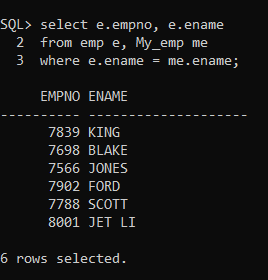 SQL> select e.empno, e.ename
2 from emp e, My_emp me
3 where e.ename = me.ename;
EMPNO ENAME
---------- --------------------
7839 KING
7698 BLAKE
7566 JONES
7902 FORD
7788 SCOTT
8001 JET LI
6 rows selected.